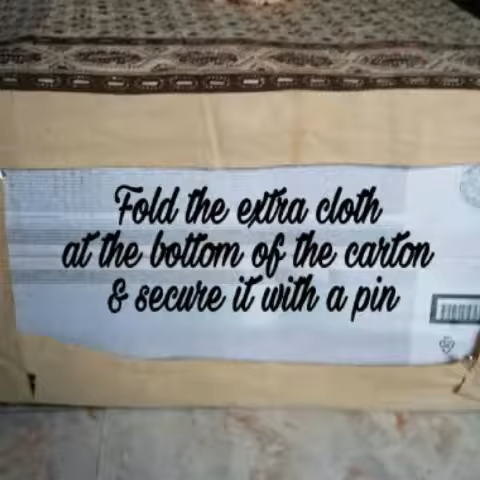 Fold the extra cloth
at the bottom of the carton
& secure it with a pin